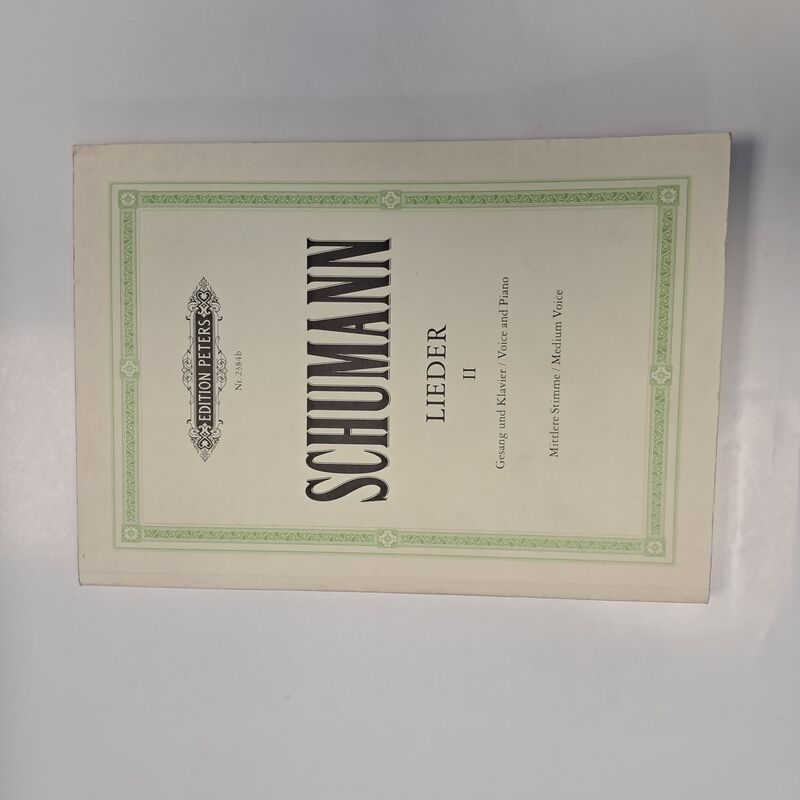 EDITION PETERS
Nr. 2384b
SCHUMANN
LIEDER
II
Gesang und Klavier / Voice and Piano
Mittlere Stimme / Medium Voice